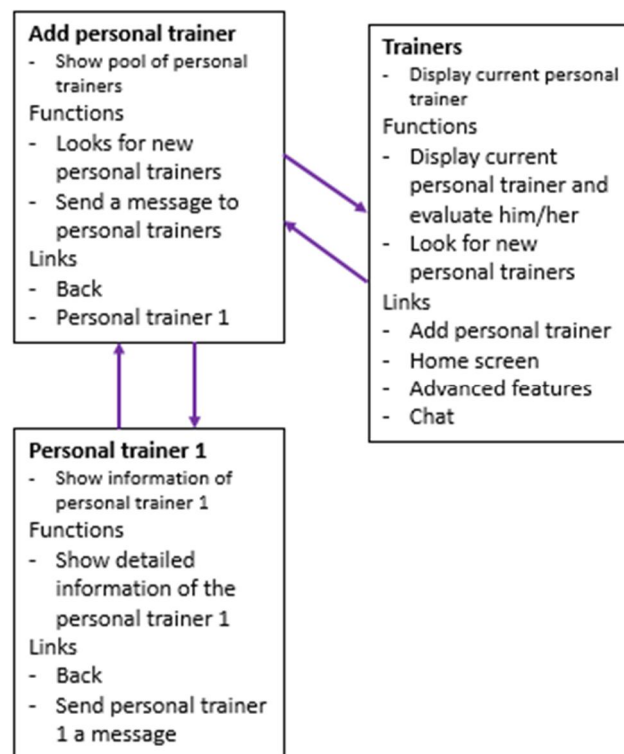 Add personal trainer
- Show pool of personal
trainers
Functions
- Looks for new
personal trainers
- Send a message to
personal trainers
Links
- Back
- Personal trainer 1
Trainers
- Display current personal
trainer
Functions
- Display current
personal trainer and
evaluate him/her
- Look for new
personal trainers
Links
- Add personal trainer
- Home screen
- Advanced features
- Chat
Personal trainer 1
- Show information of
personal trainer 1
Functions
- Show detailed
information of the
personal trainer 1
Links
- Back
- Send personal trainer
1 a message